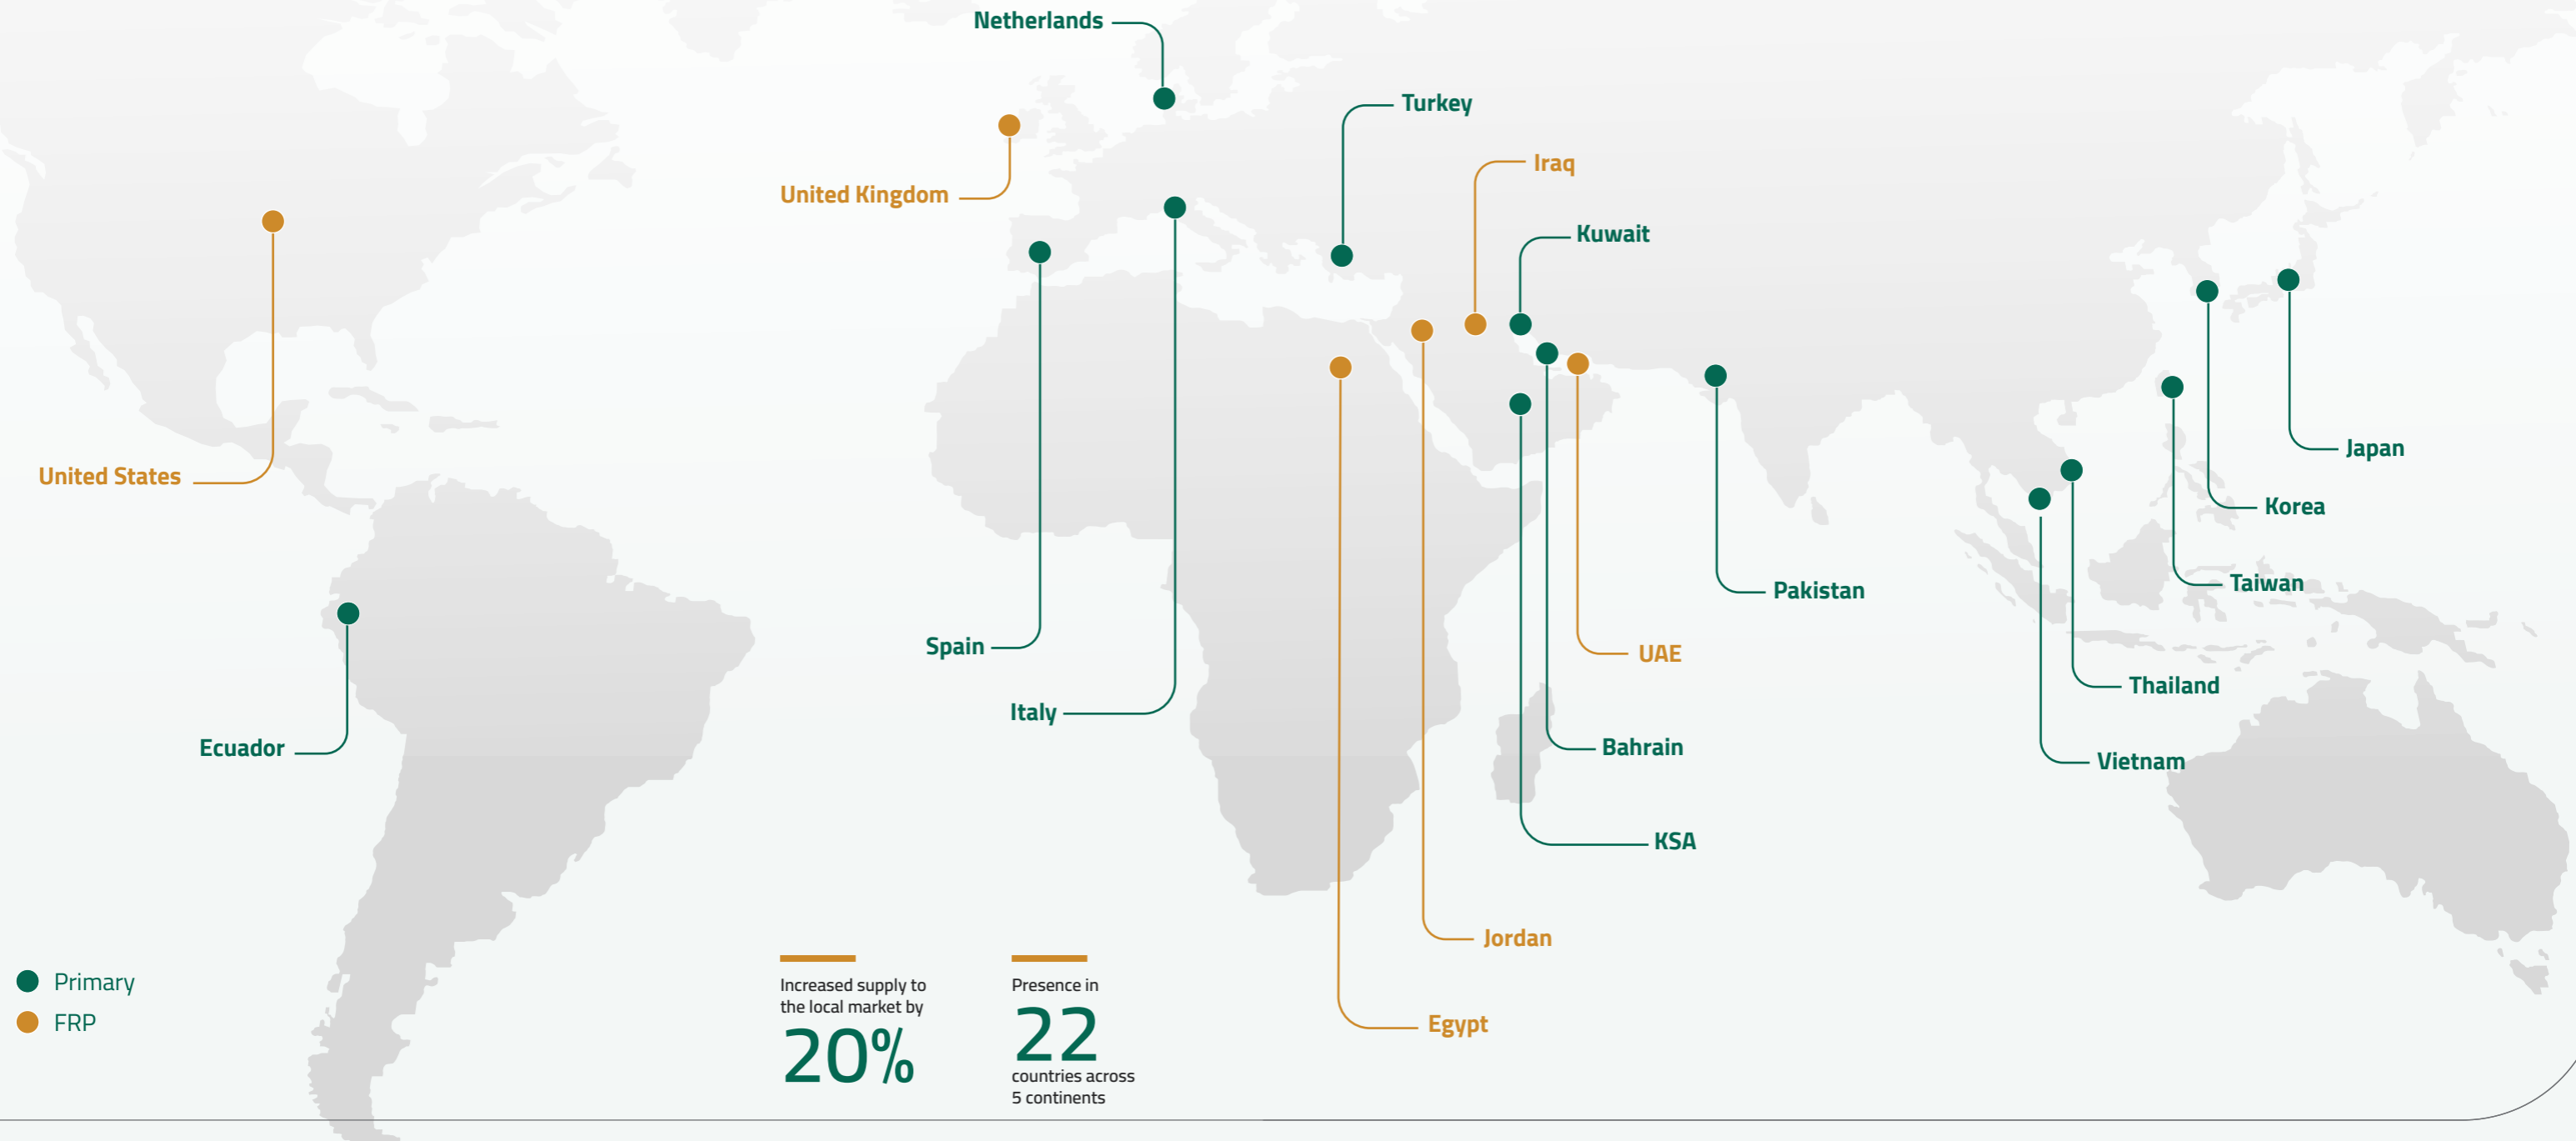 Netherlands
Turkey
Iraq
United Kingdom
Kuwait
Japan
United States
Korea
Taiwan
Pakistan
Spain
UAE
Thailand
Italy
Ecuador
Bahrain
Vietnam
KSA
Jordan
Egypt
Primary
FRP
Increased supply to
the local market by
20%
Presence in
22
countries across
5 continents